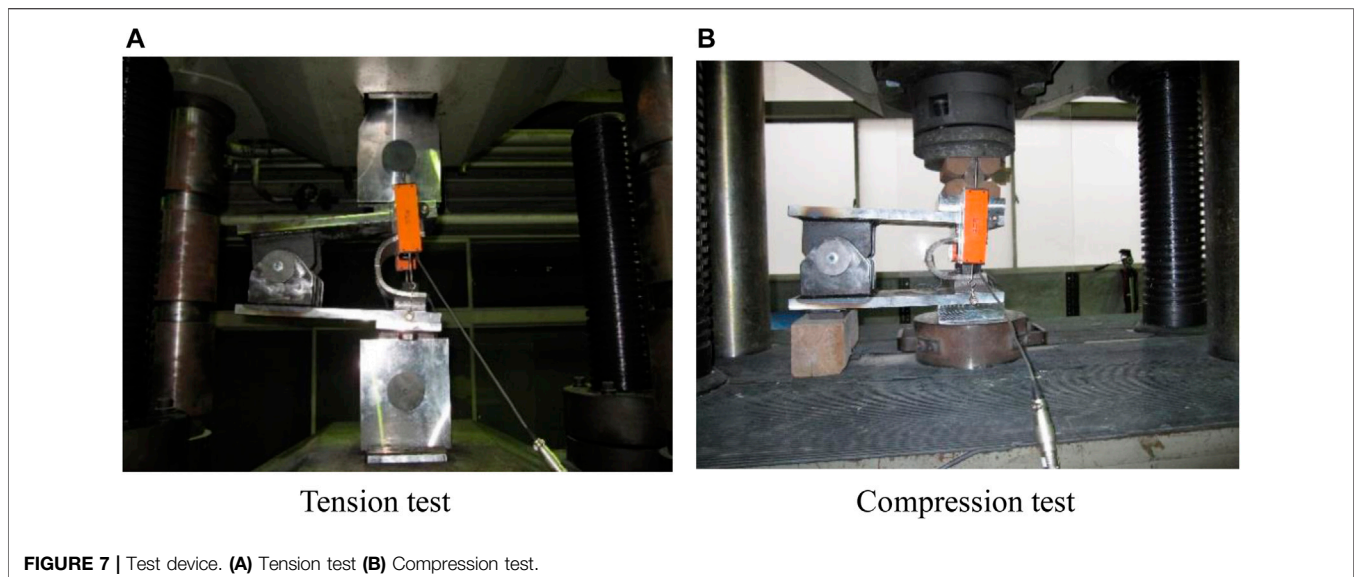 A
B
Tension test
Compression test
FIGURE 7 | Test device. (A) Tension test (B) Compression test.